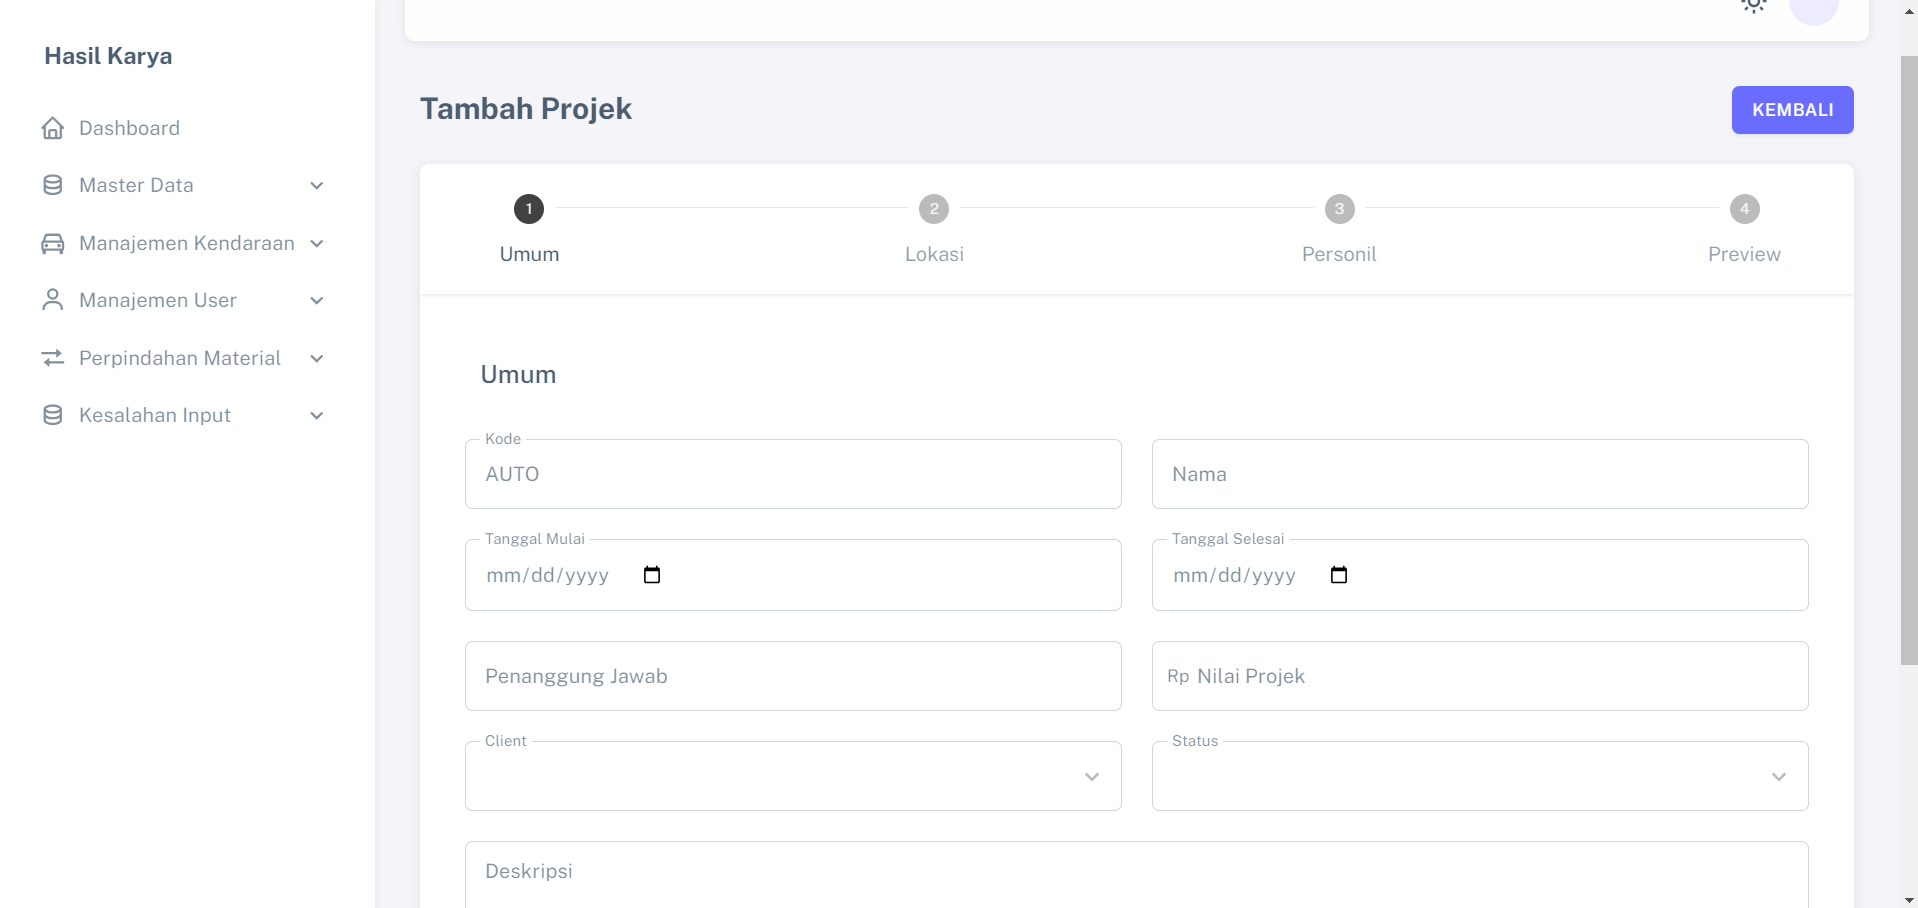 Hasil Karya
Dashboard
Master Data
Manajemen Kendaraan
Manajemen User
Perpindahan Material
Kesalahan Input
Tambah Projek
KEMBALI
1
2
3
4
Umum
Lokasi
Personil
Preview
Umum
Kode
AUTO
Nama
Tanggal Mulai
mm/dd/yyyy
Tanggal Selesai
mm/dd/yyyy
Penanggung Jawab
Rp Nilai Projek
Client
Status
Deskripsi